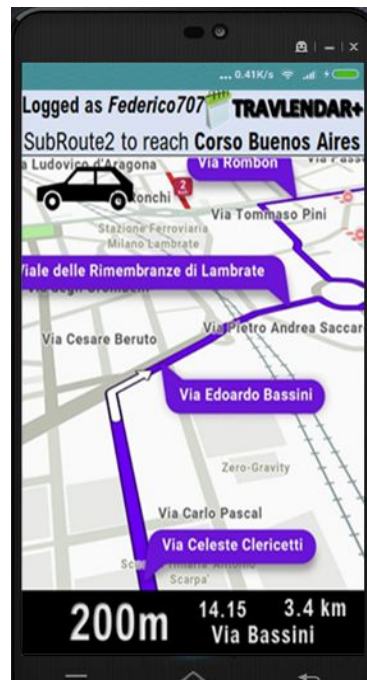 ... 0.41K/s
Logged as Federico707 TRAVLENDAR+
SubRoute2 to reach Corso Buenos Aires
a Ludovico d'Aragona
Via Rombon
onchi
2
Via Tommaso Pini
Stazione Ferroviaria
Milano Lambrate
Viale delle Rimembranze di Lambrate
Via Pietro Andrea Saccar
Via Cesare Beruto
Via Edoardo Bassini
Zero-Gravity
Via Carlo Pascal
Via Celeste Clericetti
Scarpa'
200m
14.15 3.4 km
Via Bassini